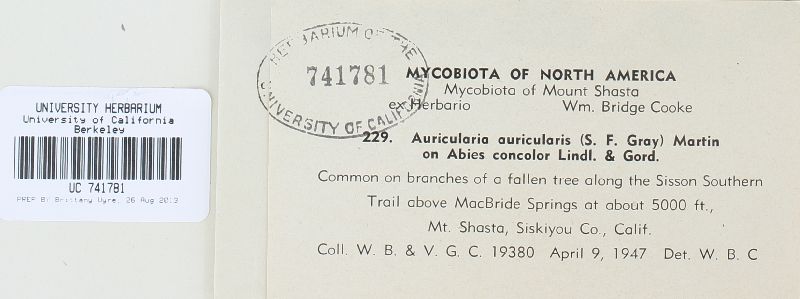 UNIVERSITY HERBARIUM
University of California
Berkeley
UC 741781
PREP BY Brittany Vyre, 26 Aug 2013
HERBARIUM OF THE
741781
UNIVERSITY OF CALIFORNIA
MYCOBIOTA OF NORTH AMERICA
Mycobiota of Mount Shasta
ex Herbario Wm. Bridge Cooke
229. Auricularia auricularis (S. F. Gray) Martin
on Abies concolor Lindl. & Gord.
Common on branches of a fallen tree along the Sisson Southern
Trail above MacBride Springs at about 5000 ft.,
Mt. Shasta, Siskiyou Co., Calif.
Coll. W. B. & V. G. C. 19380 April 9, 1947 Det. W. B. C